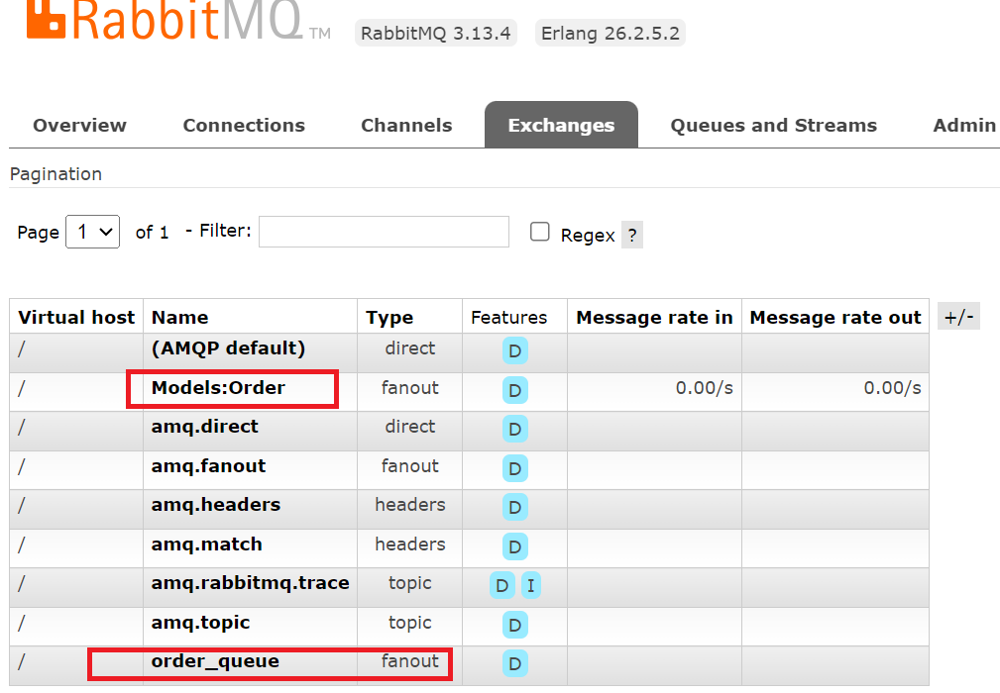 RabbitMQ TM RabbitMQ 3.13.4 Erlang 26.2.5.2
Overview Connections Channels Exchanges Queues and Streams Admin
Pagination
Page 1 of 1 - Filter: Regex ?
Virtual host Name Type Features Message rate in Message rate out +/-
/ (AMQP default) direct D
/ Models:Order fanout D 0.00/s 0.00/s
/ amq.direct direct D
/ amq.fanout fanout D
/ amq.headers headers D
/ amq.match headers D
/ amq.rabbitmq.trace topic D I
/ amq.topic topic D
/ order_queue fanout D